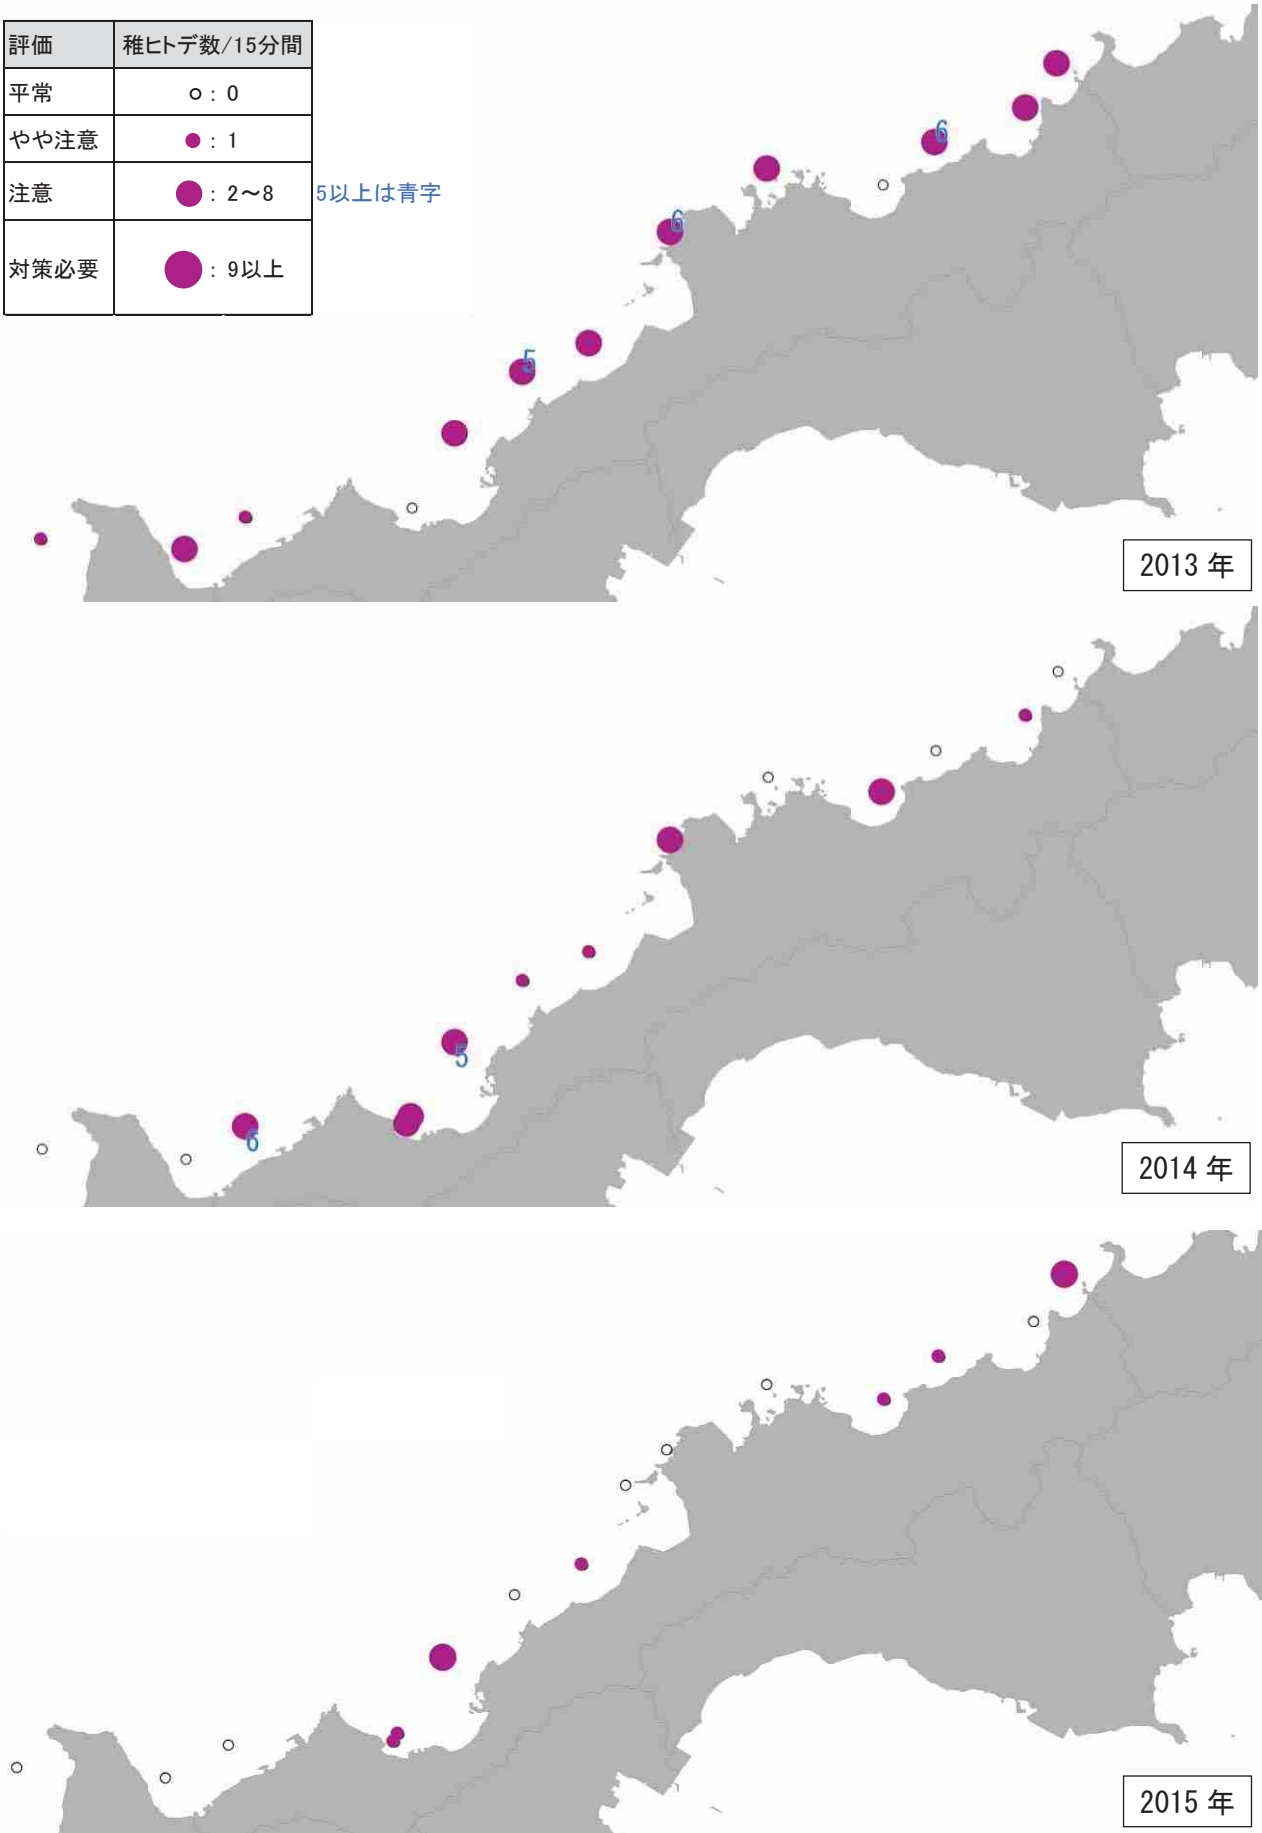 評価 稚ヒトデ数/15分間
平常 : 0
やや注意 : 1
注意 : 2～8 5以上は青字
対策必要 : 9以上
6
6
5
2013 年
5
6
2014 年
2015 年